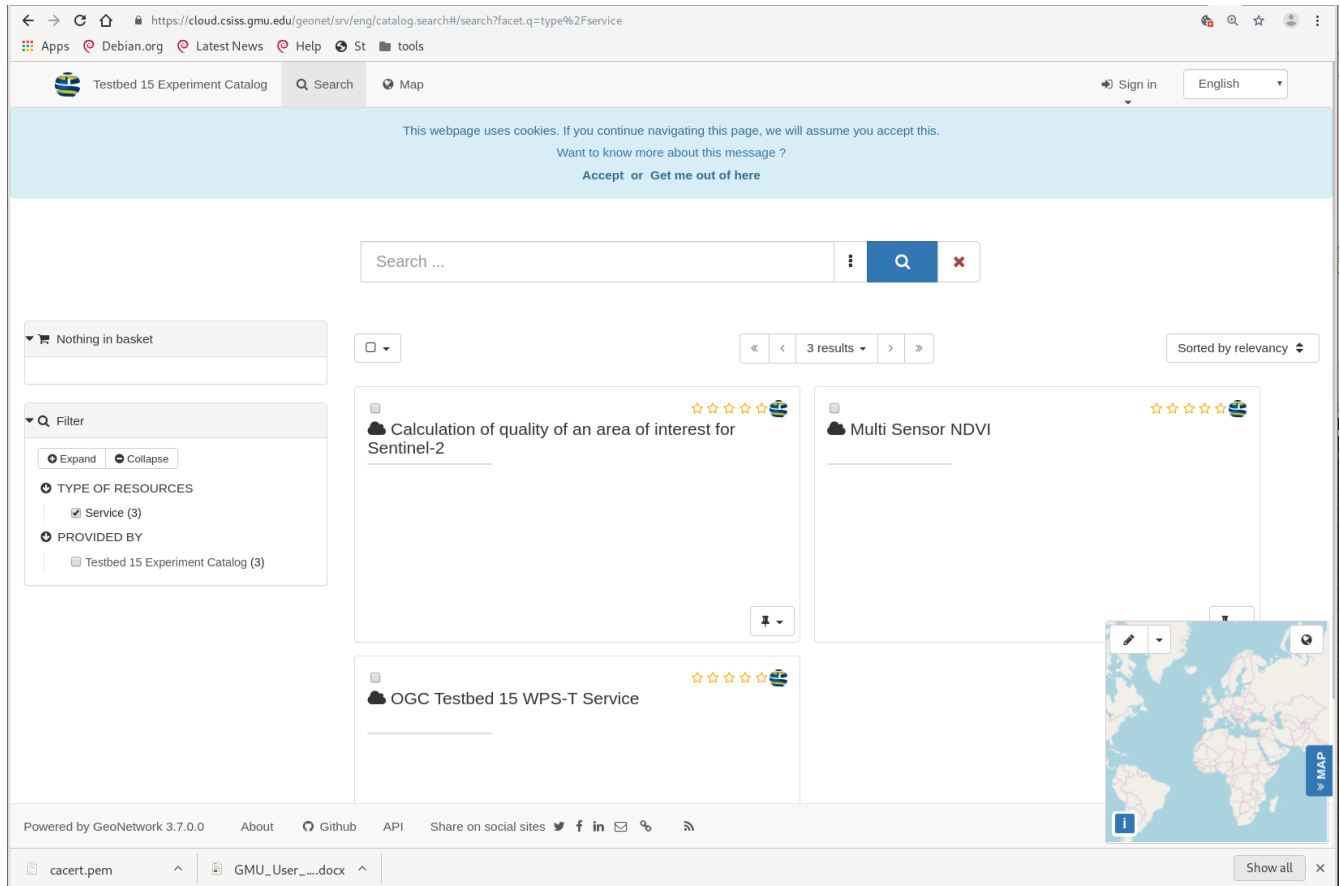 https://cloud.csiss.gmu.edu/geonet/srv/eng/catalog.search#/search?facet.q=type%2Fservice
Apps Debian.org Latest News Help St tools
Testbed 15 Experiment Catalog Search Map Sign in English
This webpage uses cookies. If you continue navigating this page, we will assume you accept this.
Want to know more about this message ?
Accept or Get me out of here
Search ...
Nothing in basket
3 results
Sorted by relevancy
Filter
Expand Collapse
TYPE OF RESOURCES
Service (3)
PROVIDED BY
Testbed 15 Experiment Catalog (3)
Calculation of quality of an area of interest for
Sentinel-2
Multi Sensor NDVI
OGC Testbed 15 WPS-T Service
MAP
i
Powered by GeoNetwork 3.7.0.0 About Github API Share on social sites
cacert.pem GMU_User_....docx Show all